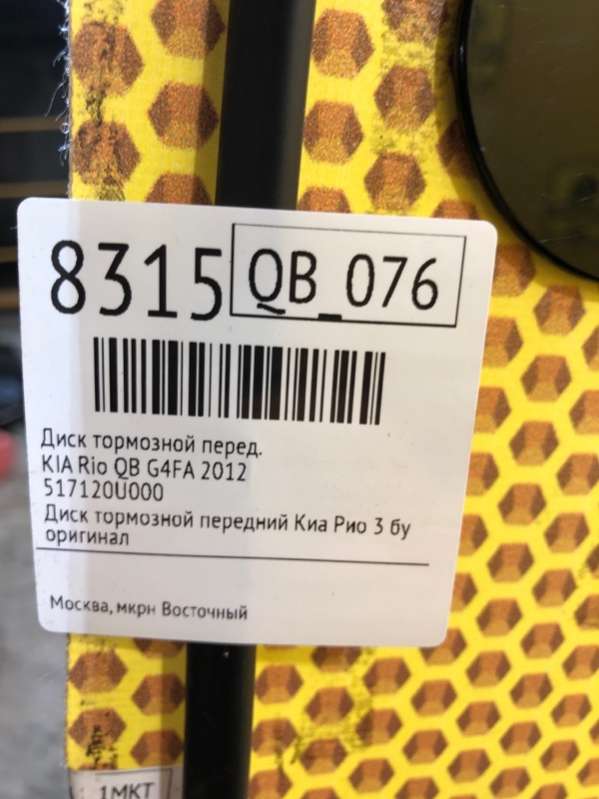 8315 QB_076
Диск тормозной перед.
KIA Rio QB G4FA 2012
517120U000
Диск тормозной передний Киа Рио 3 бу
оригинал
Москва, мкрн Восточный
1МКТ